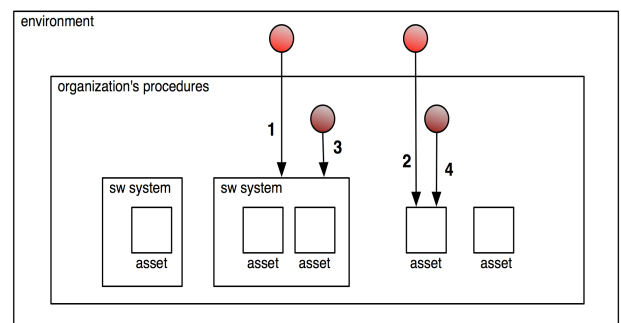 environment
organization's procedures
1
3
2
4
sw system
sw system
asset
asset
asset
asset
asset